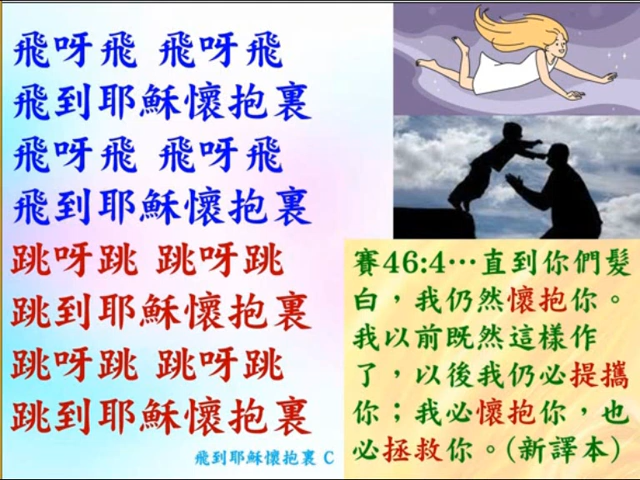 飛呀飛 飛呀飛
飛到耶穌懷抱裏
飛呀飛 飛呀飛
飛到耶穌懷抱裏
跳呀跳 跳呀跳
跳到耶穌懷抱裏
跳呀跳 跳呀跳
跳到耶穌懷抱裏
飛到耶穌懷抱裏 C
賽46:4…直到你們髮
白，我仍然懷抱你。
我以前既然這樣作
了，以後我仍必提攜
你；我必懷抱你，也
必拯救你。(新譯本)